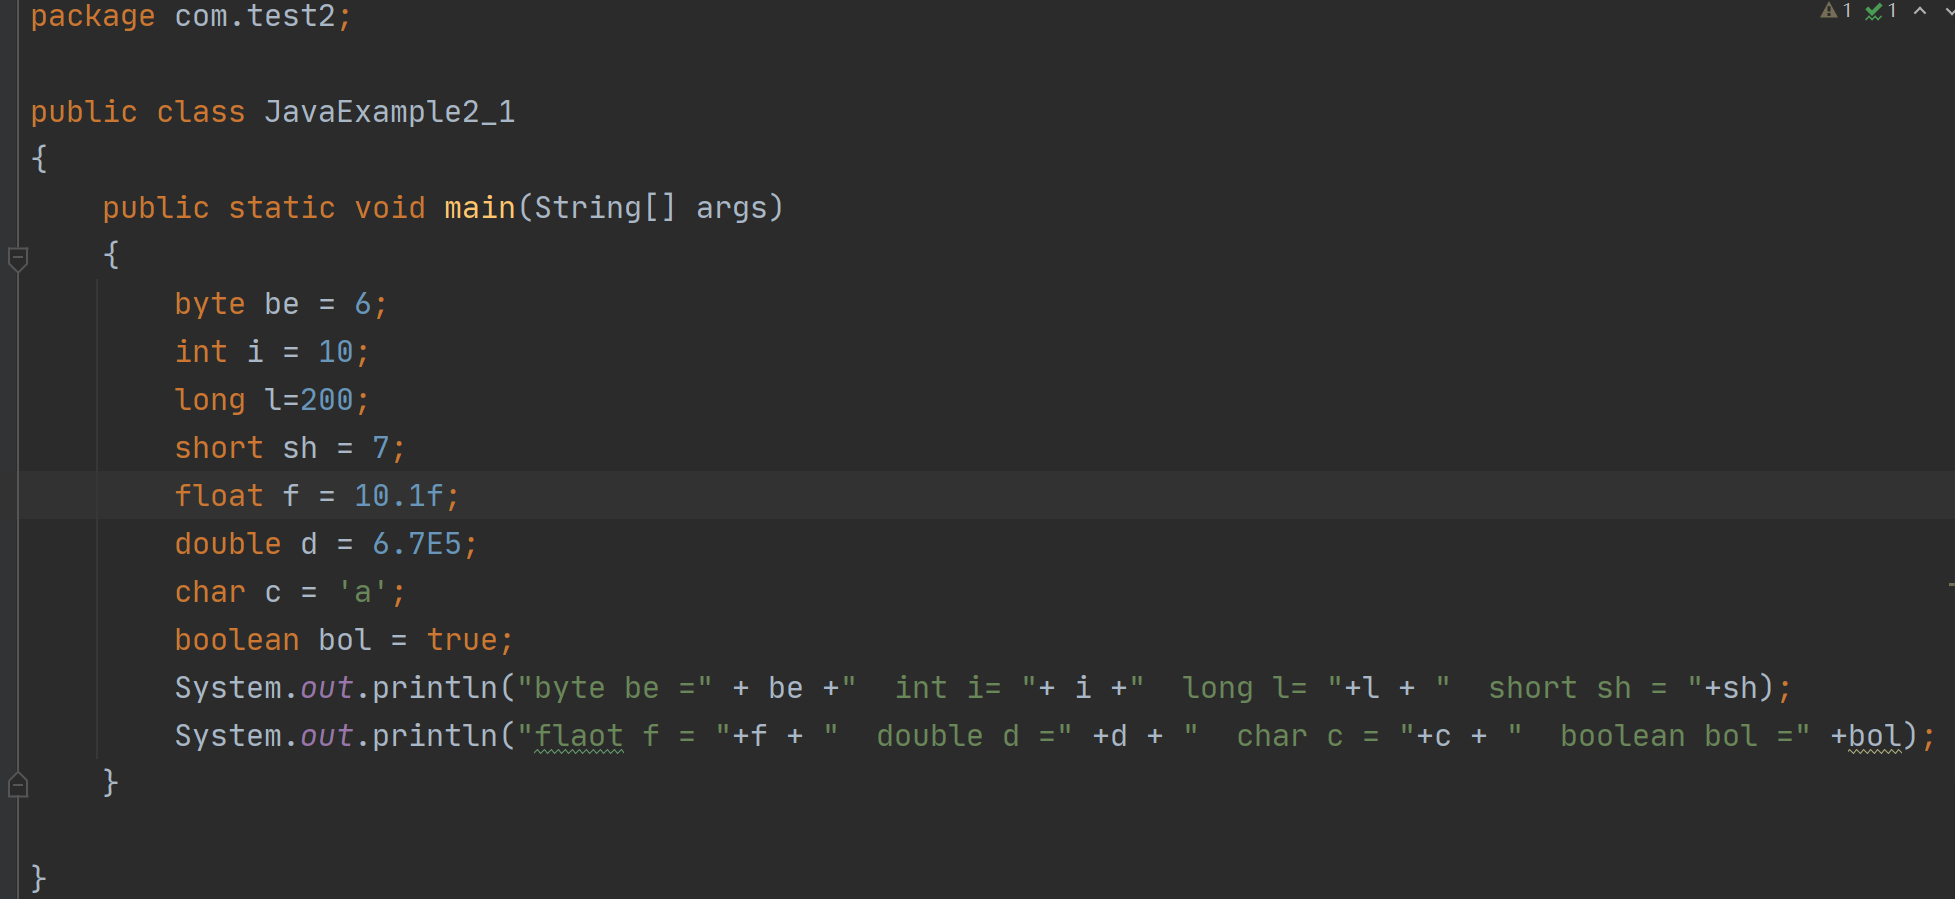 package com.test2;
1 1
public class JavaExample2_1
{
public static void main(String[] args)
{
byte be = 6;
int i = 10;
long l=200;
short sh = 7;
float f = 10.1f;
double d = 6.7E5;
char c = 'a';
boolean bol = true;
System.out.println("byte be =" + be +"  int i= "+ i +"  long l= "+l + "  short sh = "+sh);
System.out.println("flaot f = "+f + "  double d =" +d + "  char c = "+c + "  boolean bol =" +bol);
}
}